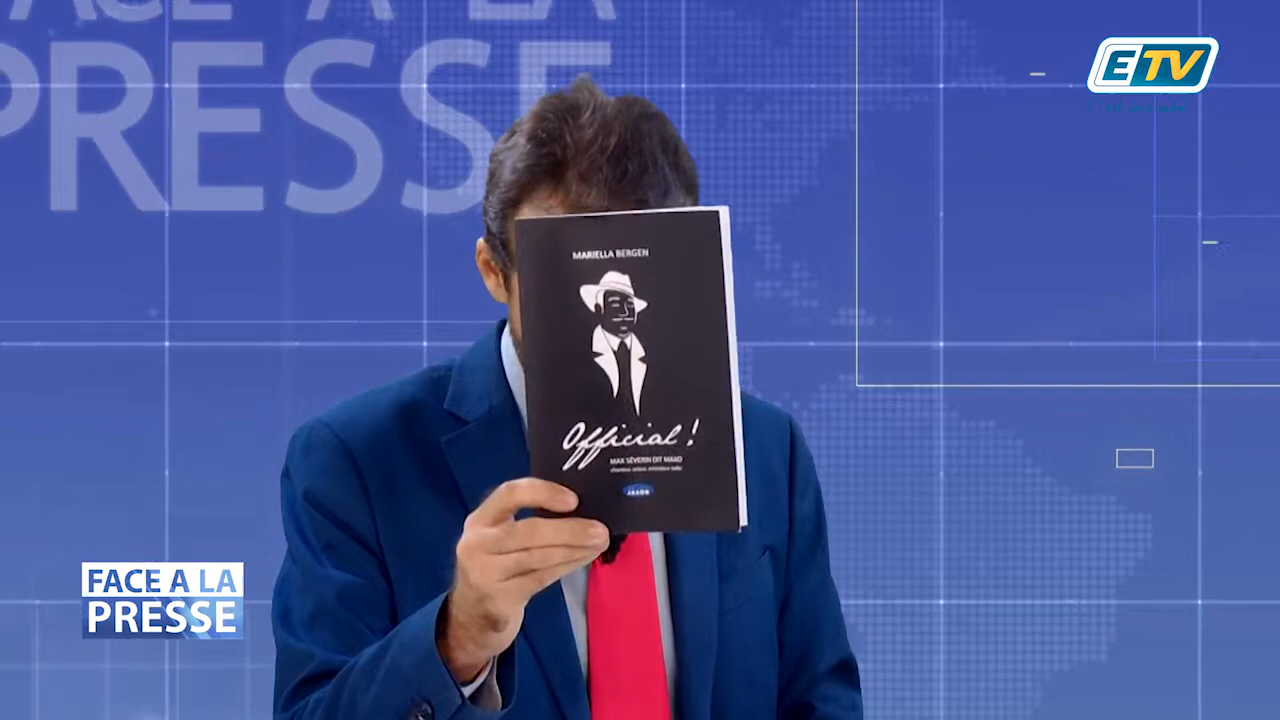 FACE A LA
PRESSE
ETV
MARIELLA BERGEN
Official !
MAX SÉVERIN DIT MAXO
JASOR
FACE A LA
PRESSE